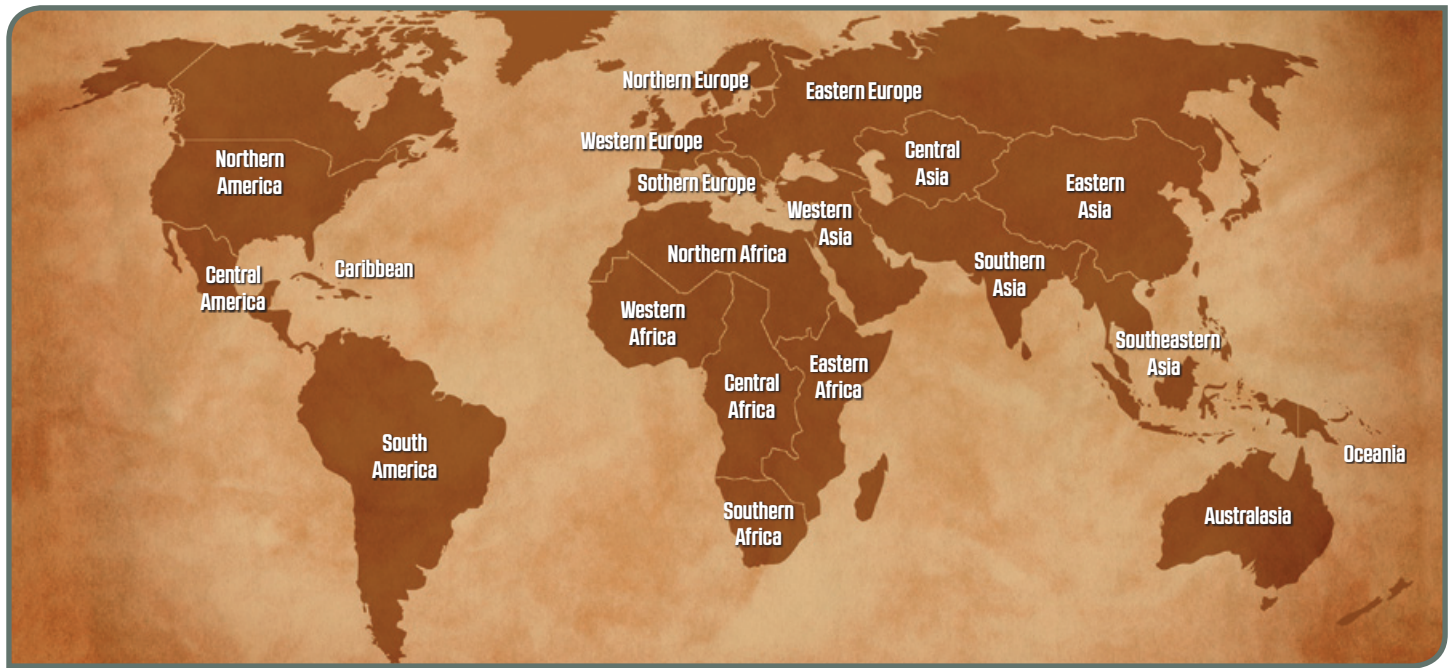 Northern Europe
Eastern Europe
Western Europe
Central
Asia
Northern
America
Sothern Europe
Eastern
Asia
Western
Asia
Northern Africa
Southern
Asia
Central
America
Caribbean
Western
Africa
Southeastern
Asia
Eastern
Africa
Central
Africa
South
America
Oceania
Southern
Africa
Australasia